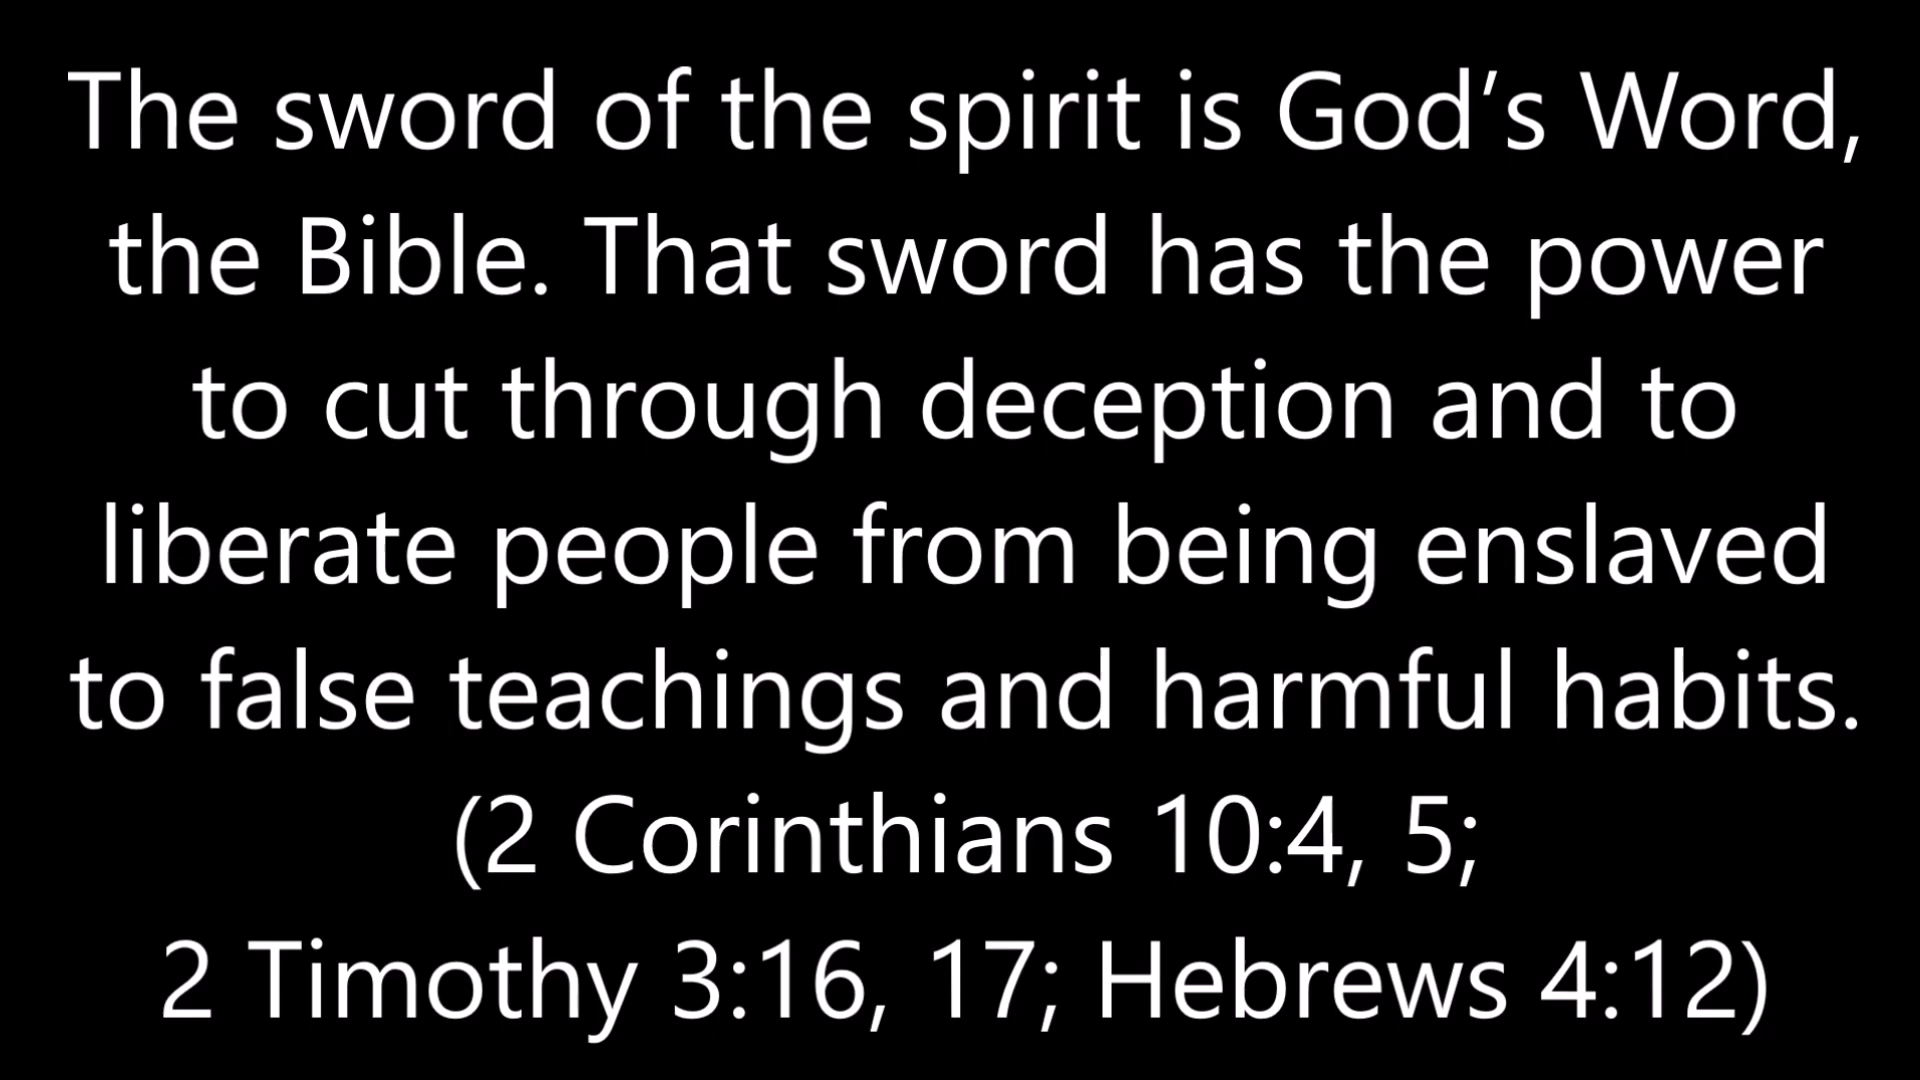 The sword of the spirit is God’s Word,
the Bible. That sword has the power
to cut through deception and to
liberate people from being enslaved
to false teachings and harmful habits.
(2 Corinthians 10:4, 5;
2 Timothy 3:16, 17; Hebrews 4:12)